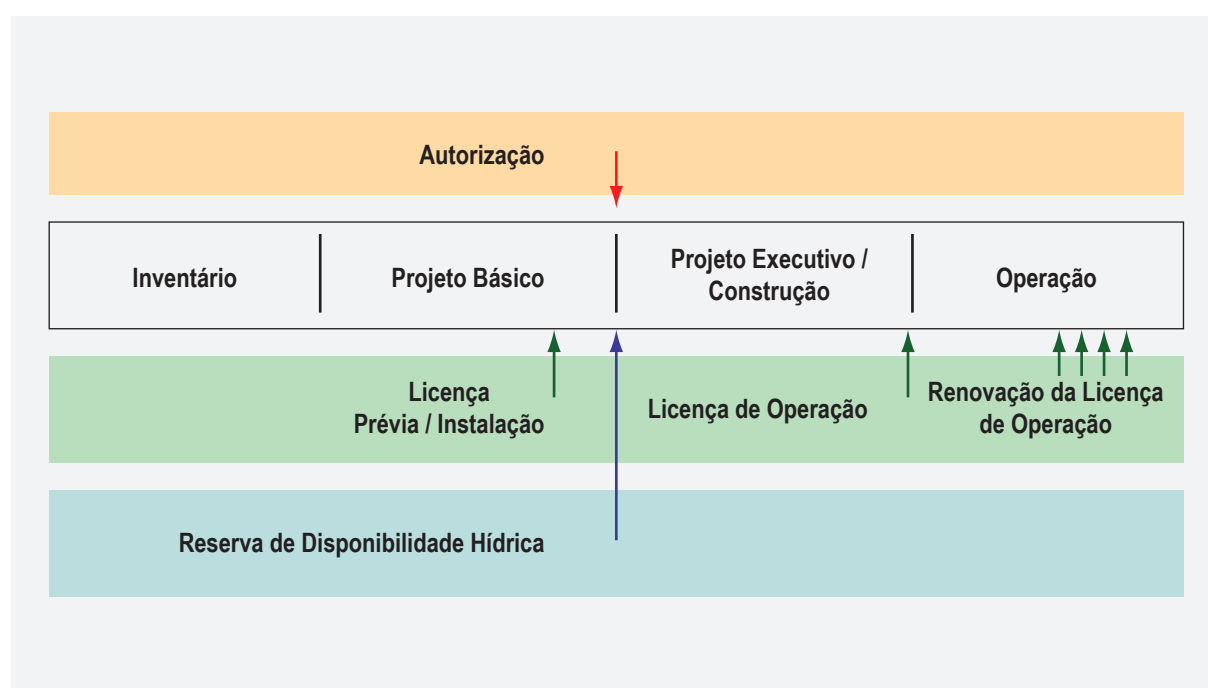 Autorização
Inventário
Projeto Básico
Projeto Executivo /
Construção
Operação
Licença
Prévia / Instalação
Licença de Operação
Renovação da Licença
de Operação
Reserva de Disponibilidade Hídrica